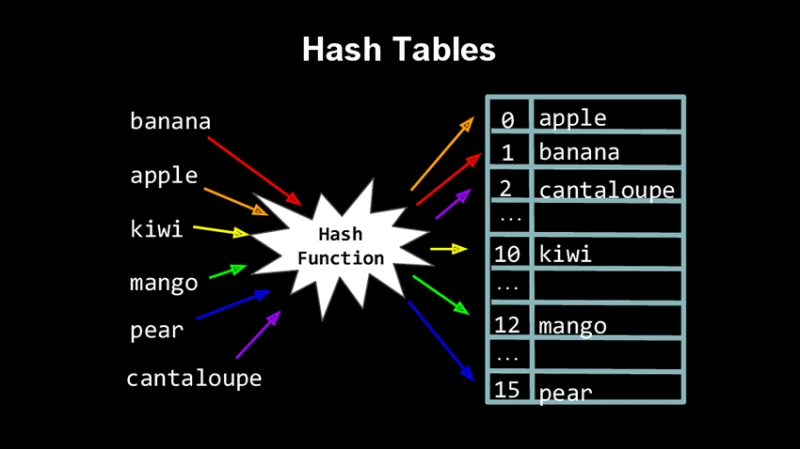 Hash Tables
banana
apple
kiwi
mango
pear
cantaloupe
Hash
Function
0 apple
1 banana
2 cantaloupe
...
10 kiwi
...
12 mango
...
15 pear